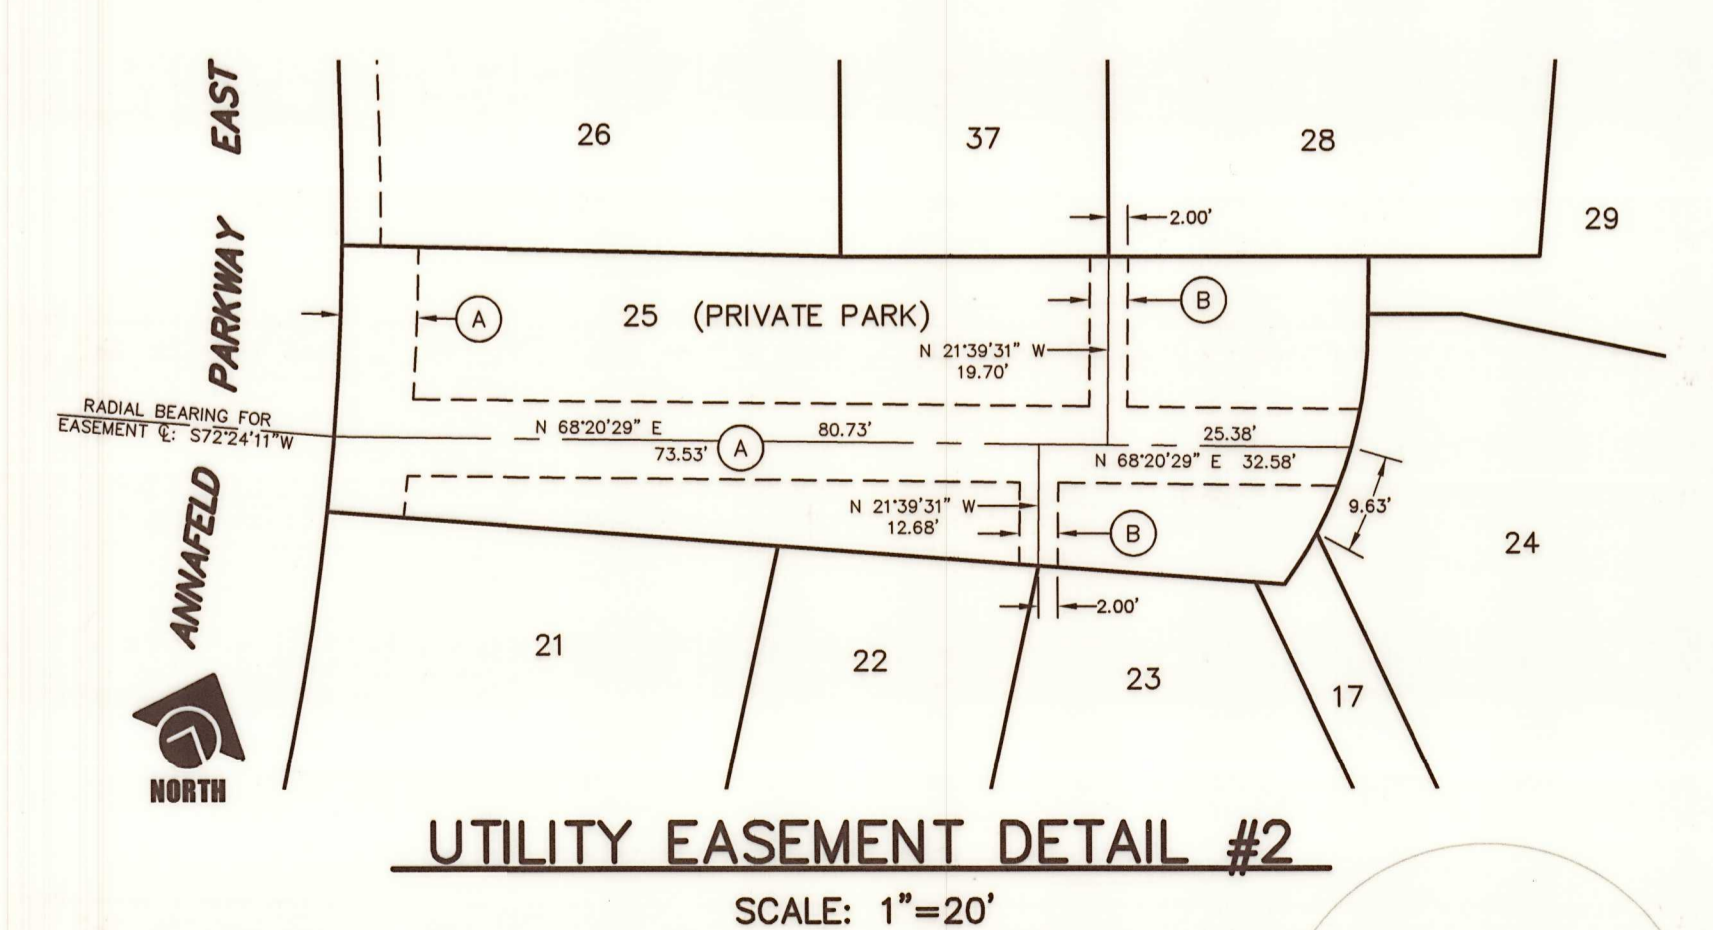 26
37
28
29
2.00'
25 (PRIVATE PARK)
A
B
N 21°39'31" W
19.70'
RADIAL BEARING FOR
EASEMENT ℄: S72°24'11"W
N 68°20'29" E
80.73'
73.53'
A
25.38'
N 68°20'29" E 32.58'
N 21°39'31" W
12.68'
B
9.63'
24
2.00'
21
22
23
17
ANNAFELD PARKWAY EAST
NORTH
UTILITY EASEMENT DETAIL #2
SCALE: 1"=20'